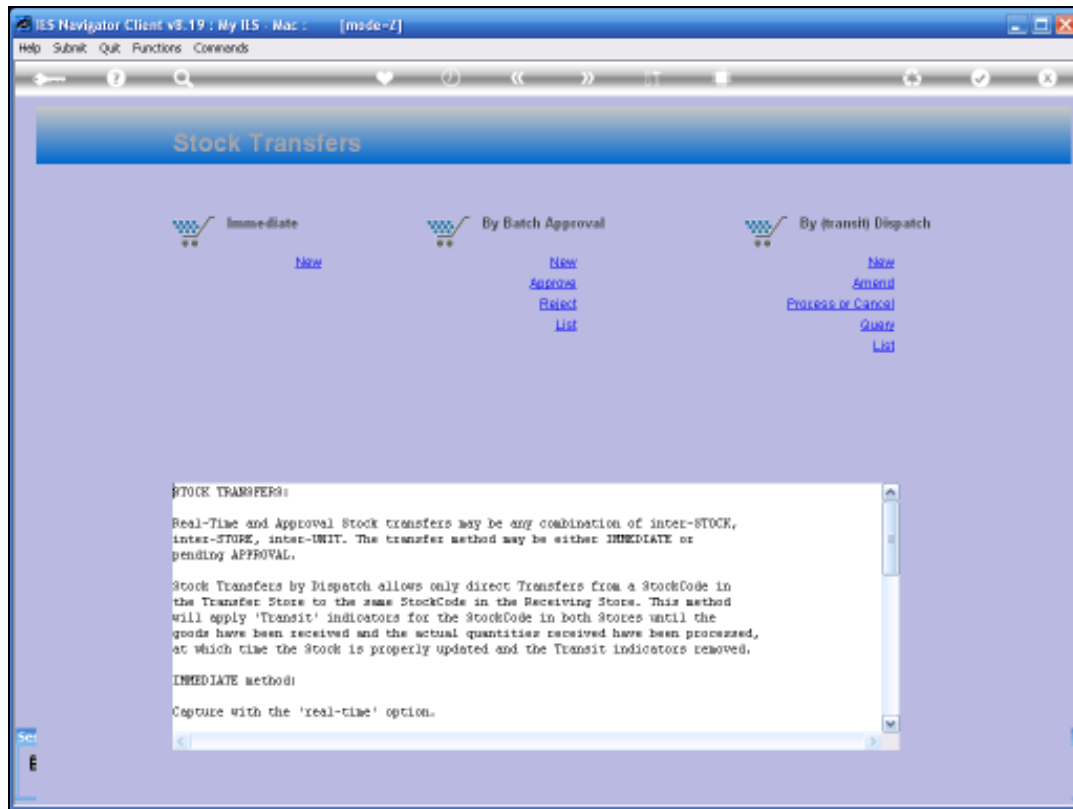 IES Navigator Client v8.19 : My IES - Mac : [mode=Z]
Help Submit Quit Functions Commands
Stock Transfers
Immediate By Batch Approval By (transit) Dispatch
New New New
Approve Amend
Reject Process or Cancel
List Query
List
STOCK TRANSFERS:
Real-Time and Approval Stock transfers may be any combination of inter-STOCK,
inter-STORE, inter-UNIT. The transfer method may be either IMMEDIATE or
pending APPROVAL.
Stock Transfers by Dispatch allows only direct Transfers from a StockCode in
the Transfer Store to the same StockCode in the Receiving Store. This method
will apply 'Transit' indicators for the StockCode in both Stores until the
goods have been received and the actual quantities received have been processed,
at which time the Stock is properly updated and the Transit indicators removed.
IMMEDIATE method:
Capture with the 'real-time' option.
Ser